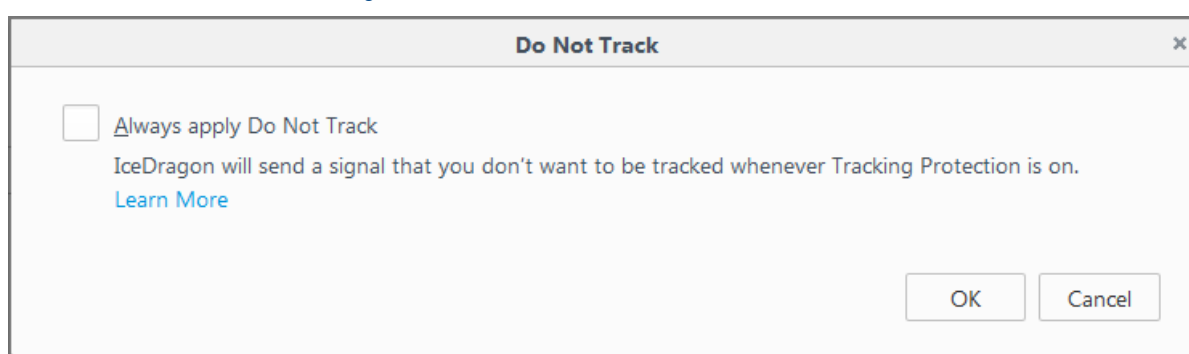 Do Not Track
Always apply Do Not Track
IceDragon will send a signal that you don't want to be tracked whenever Tracking Protection is on.
Learn More
OK
Cancel